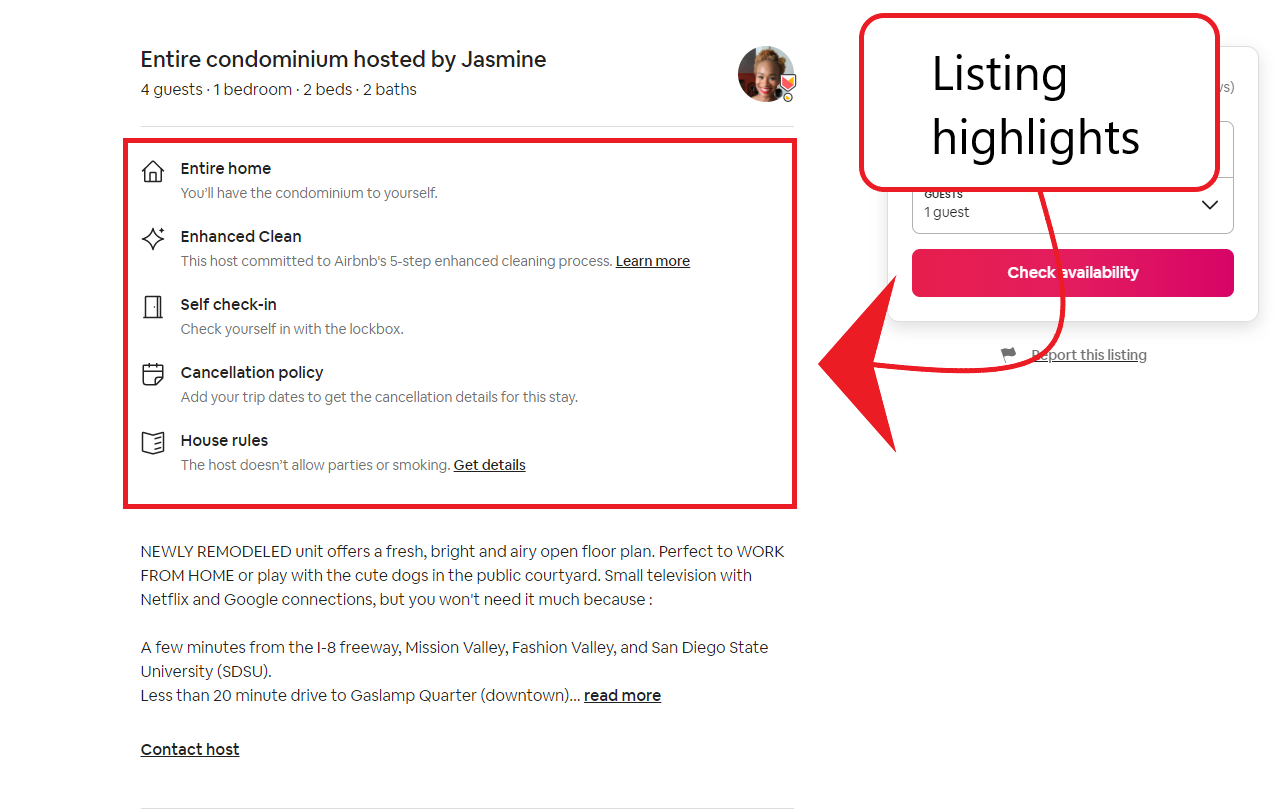 Entire condominium hosted by Jasmine
4 guests · 1 bedroom · 2 beds · 2 baths
Entire home
You’ll have the condominium to yourself.
Enhanced Clean
This host committed to Airbnb's 5-step enhanced cleaning process. Learn more
Self check-in
Check yourself in with the lockbox.
Cancellation policy
Add your trip dates to get the cancellation details for this stay.
House rules
The host doesn’t allow parties or smoking. Get details
NEWLY REMODELED unit offers a fresh, bright and airy open floor plan. Perfect to WORK
FROM HOME or play with the cute dogs in the public courtyard. Small television with
Netflix and Google connections, but you won't need it much because :
A few minutes from the I-8 freeway, Mission Valley, Fashion Valley, and San Diego State
University (SDSU).
Less than 20 minute drive to Gaslamp Quarter (downtown)... read more
Contact host
Listing
highlights
GUESTS
1 guest
Check availability
Report this listing